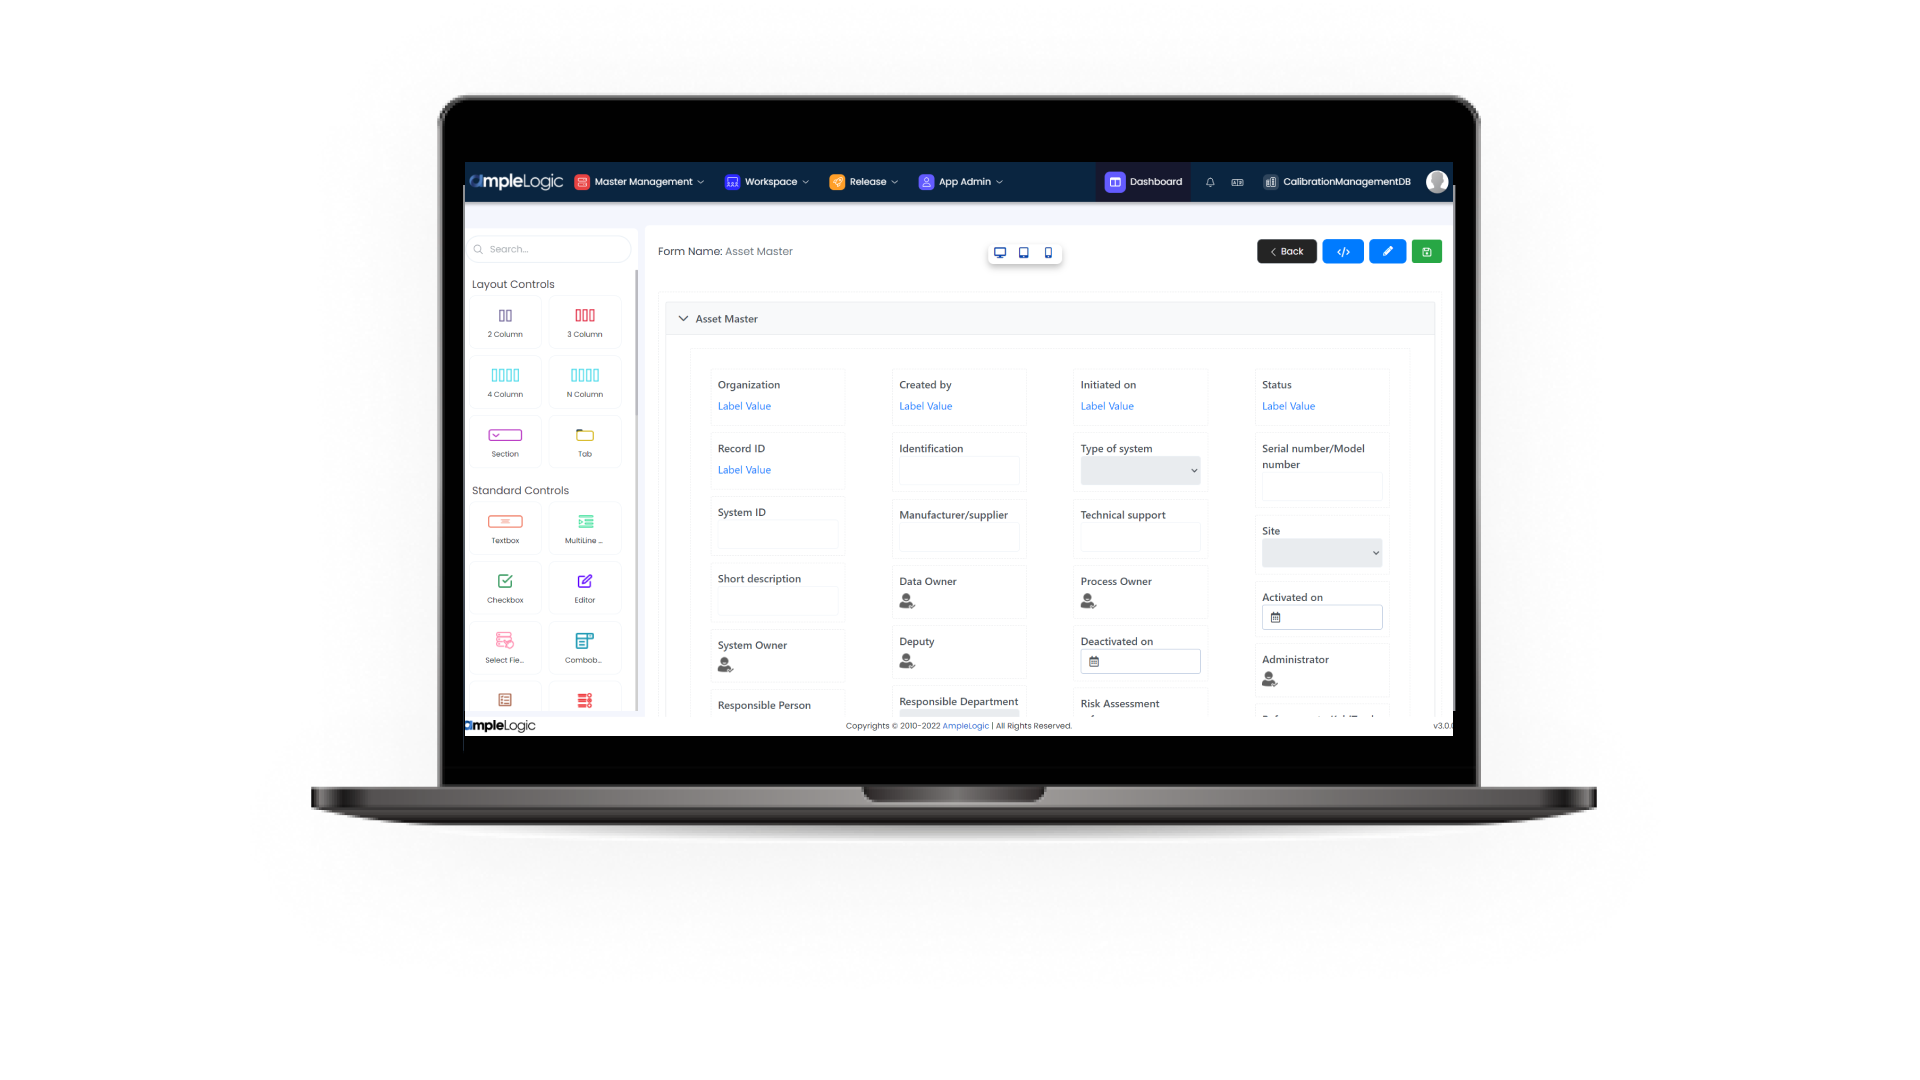 ampleLogic Master Management Workspace Release App Admin Dashboard CalibrationManagementDB
Search...
Form Name: Asset Master
Back
Layout Controls
2 Column 3 Column
4 Column N Column
Section Tab
Standard Controls
Textbox MultiLine ...
Checkbox Editor
Select Fie... Combob...
Asset Master
Organization Created by Initiated on Status
Label Value Label Value Label Value Label Value
Record ID Identification Type of system Serial number/Model
number
Label Value
System ID Manufacturer/supplier Technical support Site
Short description Data Owner Process Owner Activated on
System Owner Deputy Deactivated on Administrator
Responsible Person Responsible Department Risk Assessment
ampleLogic Copyrights © 2010-2022 AmpleLogic | All Rights Reserved. v3.0.